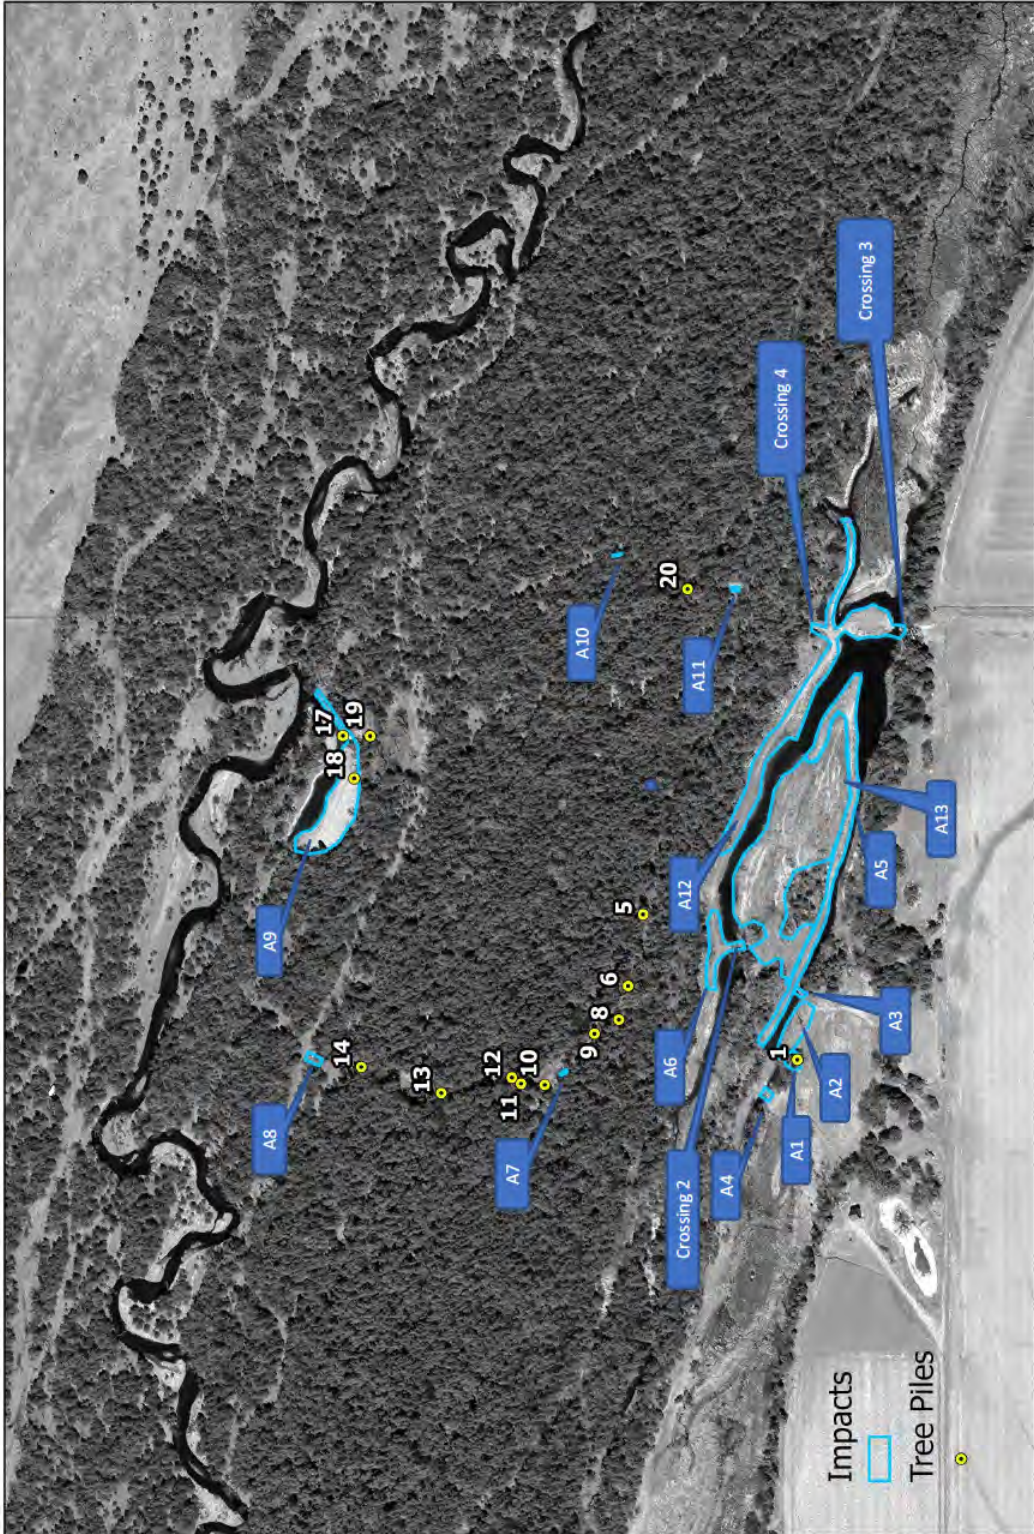 A8
A9
17
18
14
19
13
12
11
A7
10
A10
9
8
6
5
A6
20
Crossing 2
A12
A11
A4
1
Crossing 4
A1
A2
Impacts
Crossing 3
A5
A3
Tree Piles
A13